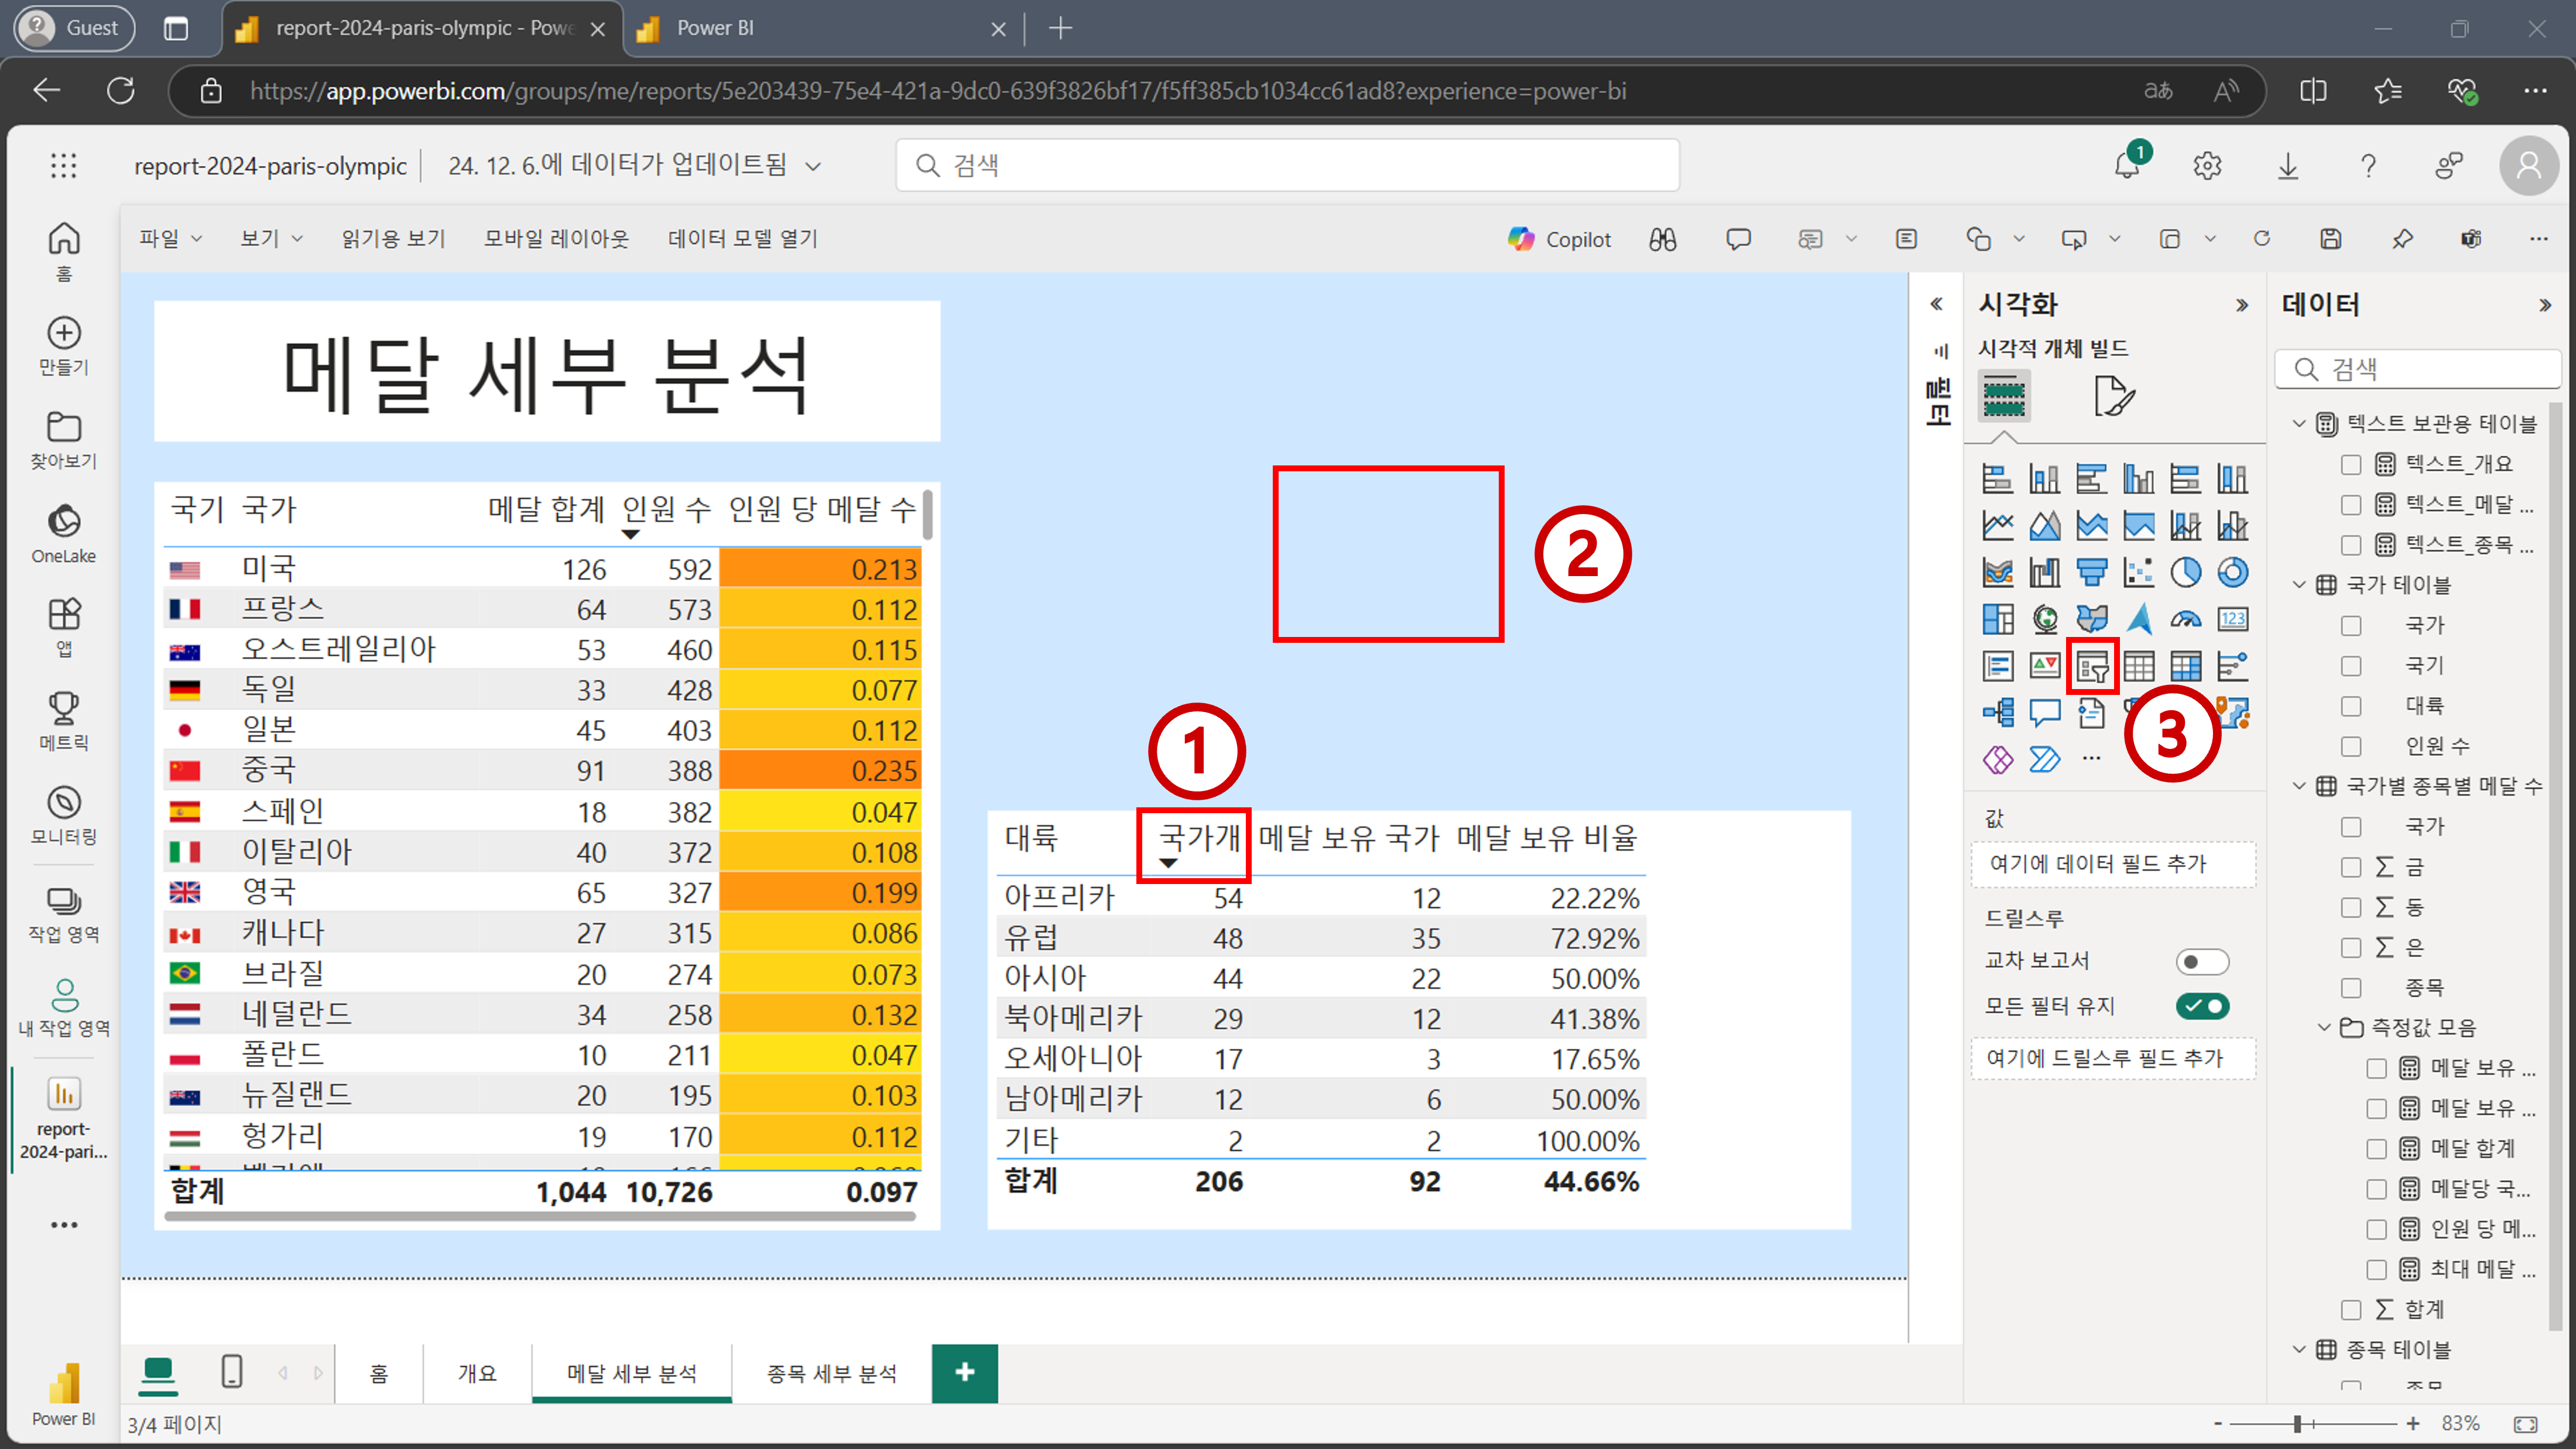 Guest
report-2024-paris-olympic - Powe
Power BI
https://app.powerbi.com/groups/me/reports/5e203439-75e4-421a-9dc0-639f3826bf17/f5ff385cb1034cc61ad8?experience=power-bi
report-2024-paris-olympic
24. 12. 6.에 데이터가 업데이트됨
검색
1
파일
보기
읽기용 보기
모바일 레이아웃
데이터 모델 열기
Copilot
홈
만들기
찾아보기
OneLake
앱
메트릭
모니터링
작업 영역
내 작업 영역
report-
2024-pari...
Power BI
메달 세부 분석
국기 국가 메달 합계 인원 수 인원 당 메달 수
미국 126 592 0.213
프랑스 64 573 0.112
오스트레일리아 53 460 0.115
독일 33 428 0.077
일본 45 403 0.112
중국 91 388 0.235
스페인 18 382 0.047
이탈리아 40 372 0.108
영국 65 327 0.199
캐나다 27 315 0.086
브라질 20 274 0.073
네덜란드 34 258 0.132
폴란드 10 211 0.047
뉴질랜드 20 195 0.103
헝가리 19 170 0.112
합계 1,044 10,726 0.097
2
1
대륙 국가개 메달 보유 국가 메달 보유 비율
아프리카 54 12 22.22%
유럽 48 35 72.92%
아시아 44 22 50.00%
북아메리카 29 12 41.38%
오세아니아 17 3 17.65%
남아메리카 12 6 50.00%
기타 2 2 100.00%
합계 206 92 44.66%
필터
시각화
시각적 개체 빌드
123
3
값
여기에 데이터 필드 추가
드릴스루
교차 보고서
모든 필터 유지
여기에 드릴스루 필드 추가
데이터
검색
텍스트 보관용 테이블
텍스트_개요
텍스트_메달 ...
텍스트_종목 ...
국가 테이블
국가
국기
대륙
인원 수
국가별 종목별 메달 수
국가
금
동
은
종목
측정값 모음
메달 보유 ...
메달 보유 ...
메달 합계
메달당 국...
인원 당 메...
최대 메달 ...
합계
종목 테이블
홈
개요
메달 세부 분석
종목 세부 분석
3/4 페이지
83%